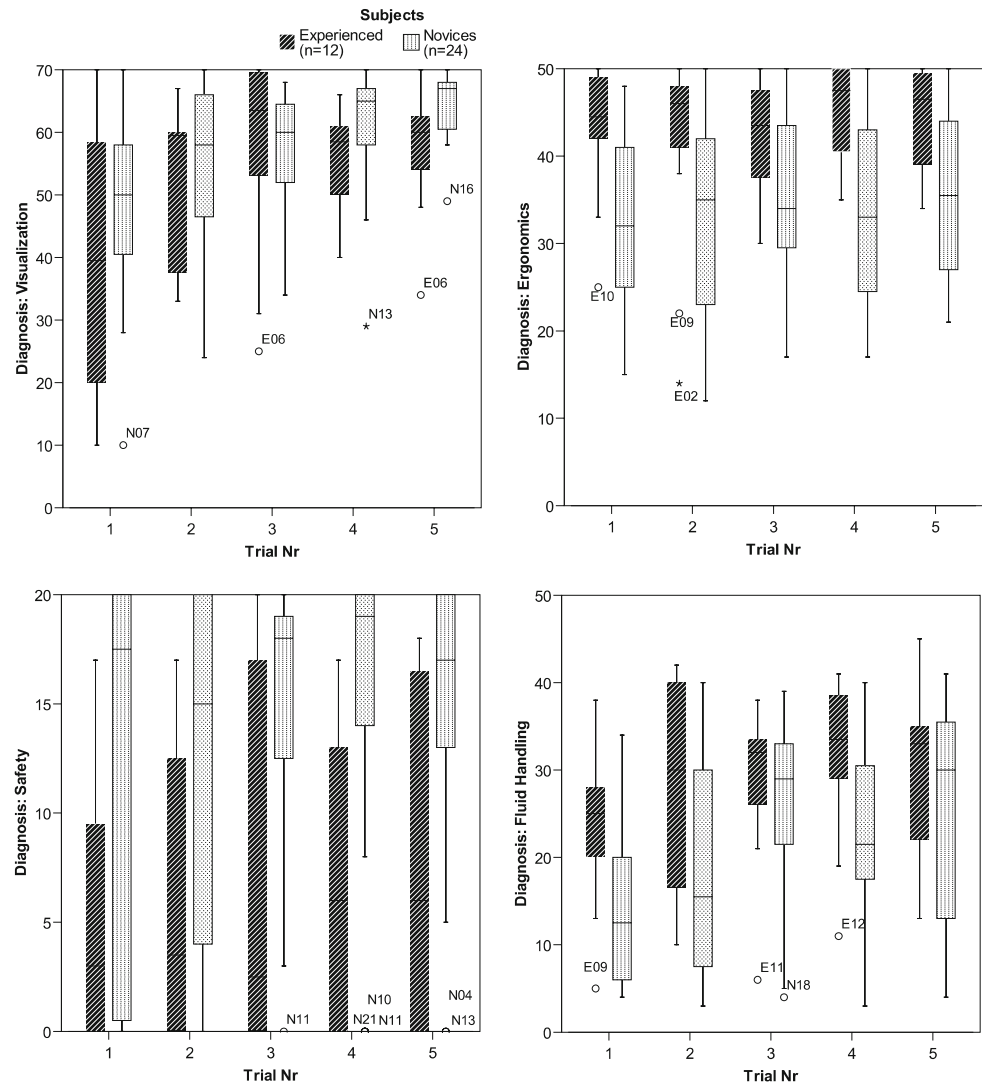 Subjects
Experienced (n=12)
Novices (n=24)
Diagnosis: Visualization
70
60
50
40
30
20
10
0
N07
E06
N13
E06
N16
1 2 3 4 5
Trial Nr
Diagnosis: Ergonomics
50
40
30
20
10
0
E10
E09
E02
1 2 3 4 5
Trial Nr
Diagnosis: Safety
20
15
10
5
0
N11
N10
N21 N11
N04
N13
1 2 3 4 5
Trial Nr
Diagnosis: Fluid Handling
50
40
30
20
10
0
E09
E11
N18
E12
1 2 3 4 5
Trial Nr